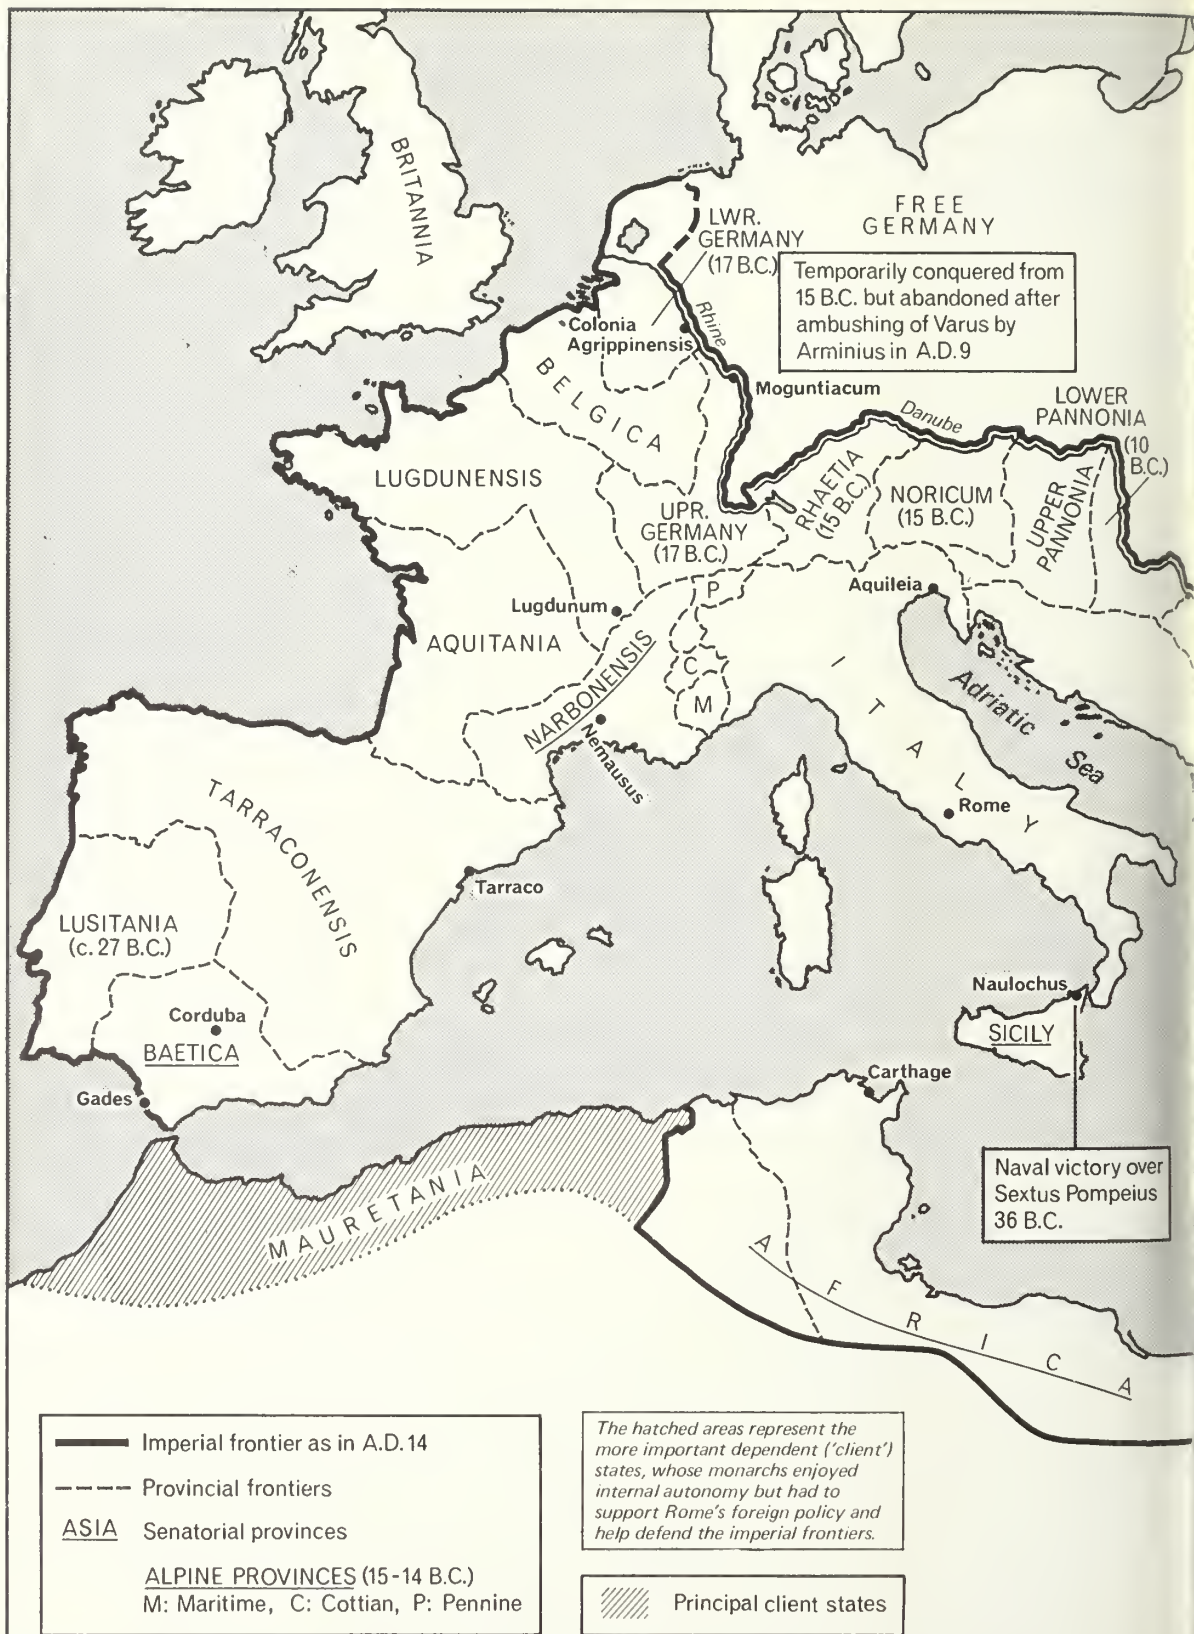 BRITANNIA
FREE
GERMANY
LWR.
GERMANY
(17 B.C.)
Temporarily conquered from
15 B.C. but abandoned after
ambushing of Varus by
Arminius in A.D.9
Rhine
Colonia
Agrippinensis
Moguntiacum
BELGICA
Danube
LOWER
PANNONIA
(10
B.C.)
LUGDUNENSIS
UPR.
GERMANY
(17 B.C.)
RHAETIA
(15 B.C.)
NORICUM
(15 B.C.)
UPPER
PANNONIA
P
Aquileia
Lugdunum
AQUITANIA
NARBONENSIS
C
M
Nemausus
ITALY
Adriatic
Sea
Rome
TARRACONENSIS
Tarraco
LUSITANIA
(c. 27 B.C.)
Corduba
BAETICA
Gades
Naulochus
SICILY
Carthage
Naval victory over
Sextus Pompeius
36 B.C.
MAURETANIA
AFRICA
Imperial frontier as in A.D.14
Provincial frontiers
ASIA Senatorial provinces
ALPINE PROVINCES (15-14 B.C.)
M: Maritime, C: Cottian, P: Pennine
The hatched areas represent the
more important dependent ('client')
states, whose monarchs enjoyed
internal autonomy but had to
support Rome's foreign policy and
help defend the imperial frontiers.
Principal client states